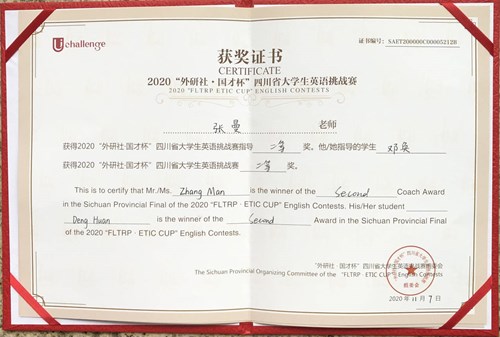 Uchallenge
证书编号：SAET200000C000052128
获奖证书
CERTIFICATE
2020 “外研社·国才杯” 四川省大学生英语挑战赛
2020 "FLTRP · ETIC CUP" ENGLISH CONTESTS
张曼 老师
获得2020 “外研社·国才杯” 四川省大学生英语挑战赛指导 二等 奖。他/她指导的学生 邓奂
获得2020 “外研社·国才杯” 四川省大学生英语挑战赛 二等 奖。
This is to certify that Mr./Ms. Zhang Man is the winner of the Second Coach Award
in the Sichuan Provincial Final of the 2020 “FLTRP · ETIC CUP” English Contests. His/Her student
Deng Huan is the winner of the Second Award in the Sichuan Provincial Final
of the 2020 “FLTRP · ETIC CUP” English Contests.
“外研社·国才杯” 四川省大学生英语挑战赛组委会
The Sichuan Provincial Organizing Committee of the “FLTRP · ETIC CUP” English Contests
组委会
2020 年 11 月 7 日